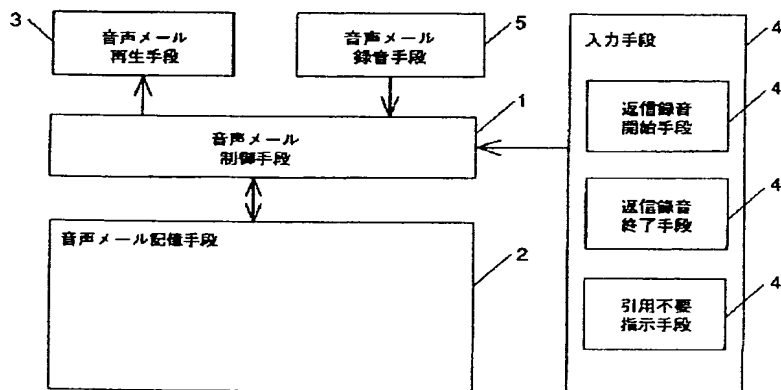 3
音声メール
再生手段
音声メール
録音手段
5
入力手段
4
返信録音
開始手段
4
1
音声メール
制御手段
返信録音
終了手段
4
音声メール記憶手段
2
引用不要
指示手段
4